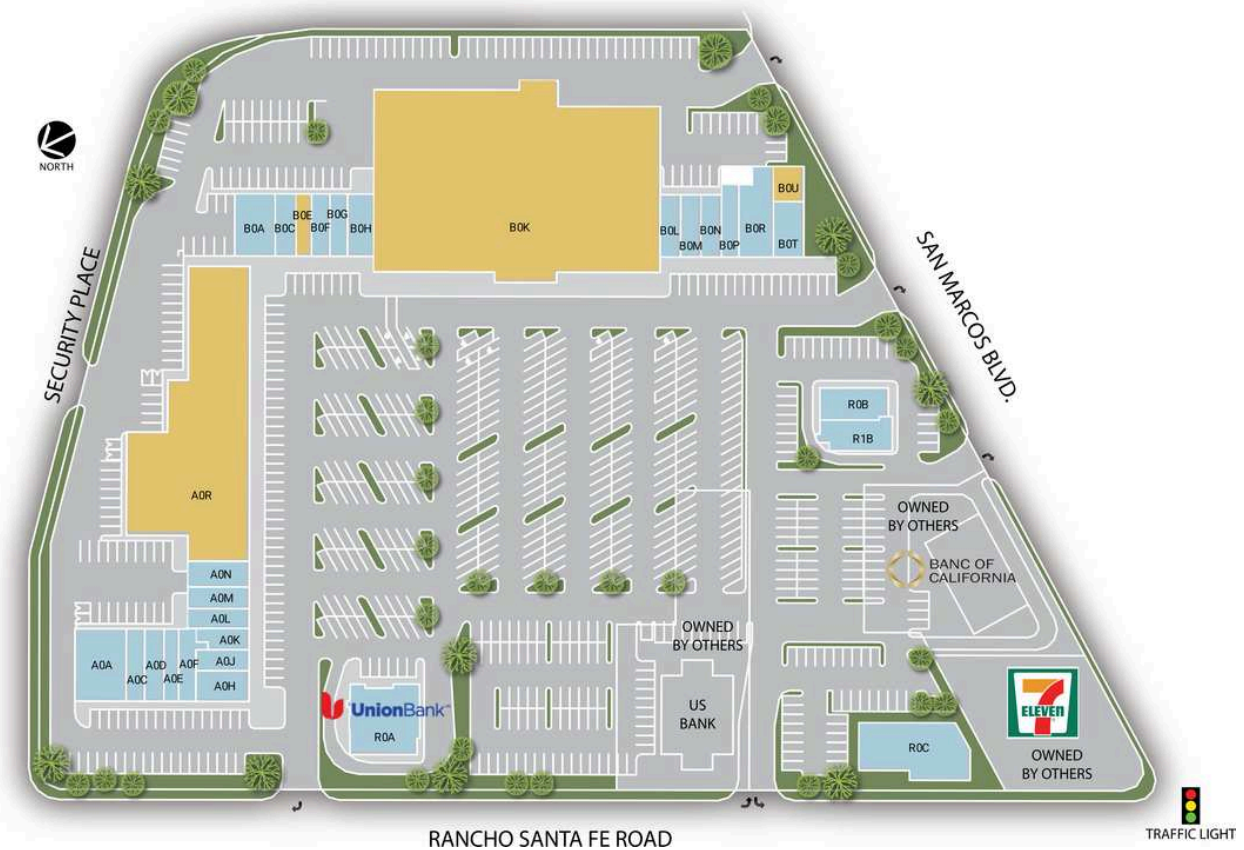 NORTH
SECURITY PLACE
SAN MARCOS BLVD.
B0A
B0C
B0E
B0F
B0G
B0H
B0K
B0L
B0M
B0N
B0P
B0R
B0U
B0T
R0B
R1B
A0R
A0N
A0M
A0L
A0K
A0J
A0H
A0A
A0C
A0D
A0E
A0F
OWNED
BY OTHERS
BANC OF
CALIFORNIA
OWNED
BY OTHERS
US
BANK
UnionBank
R0A
R0C
7
ELEVEN
OWNED
BY OTHERS
RANCHO SANTA FE ROAD
TRAFFIC LIGHT